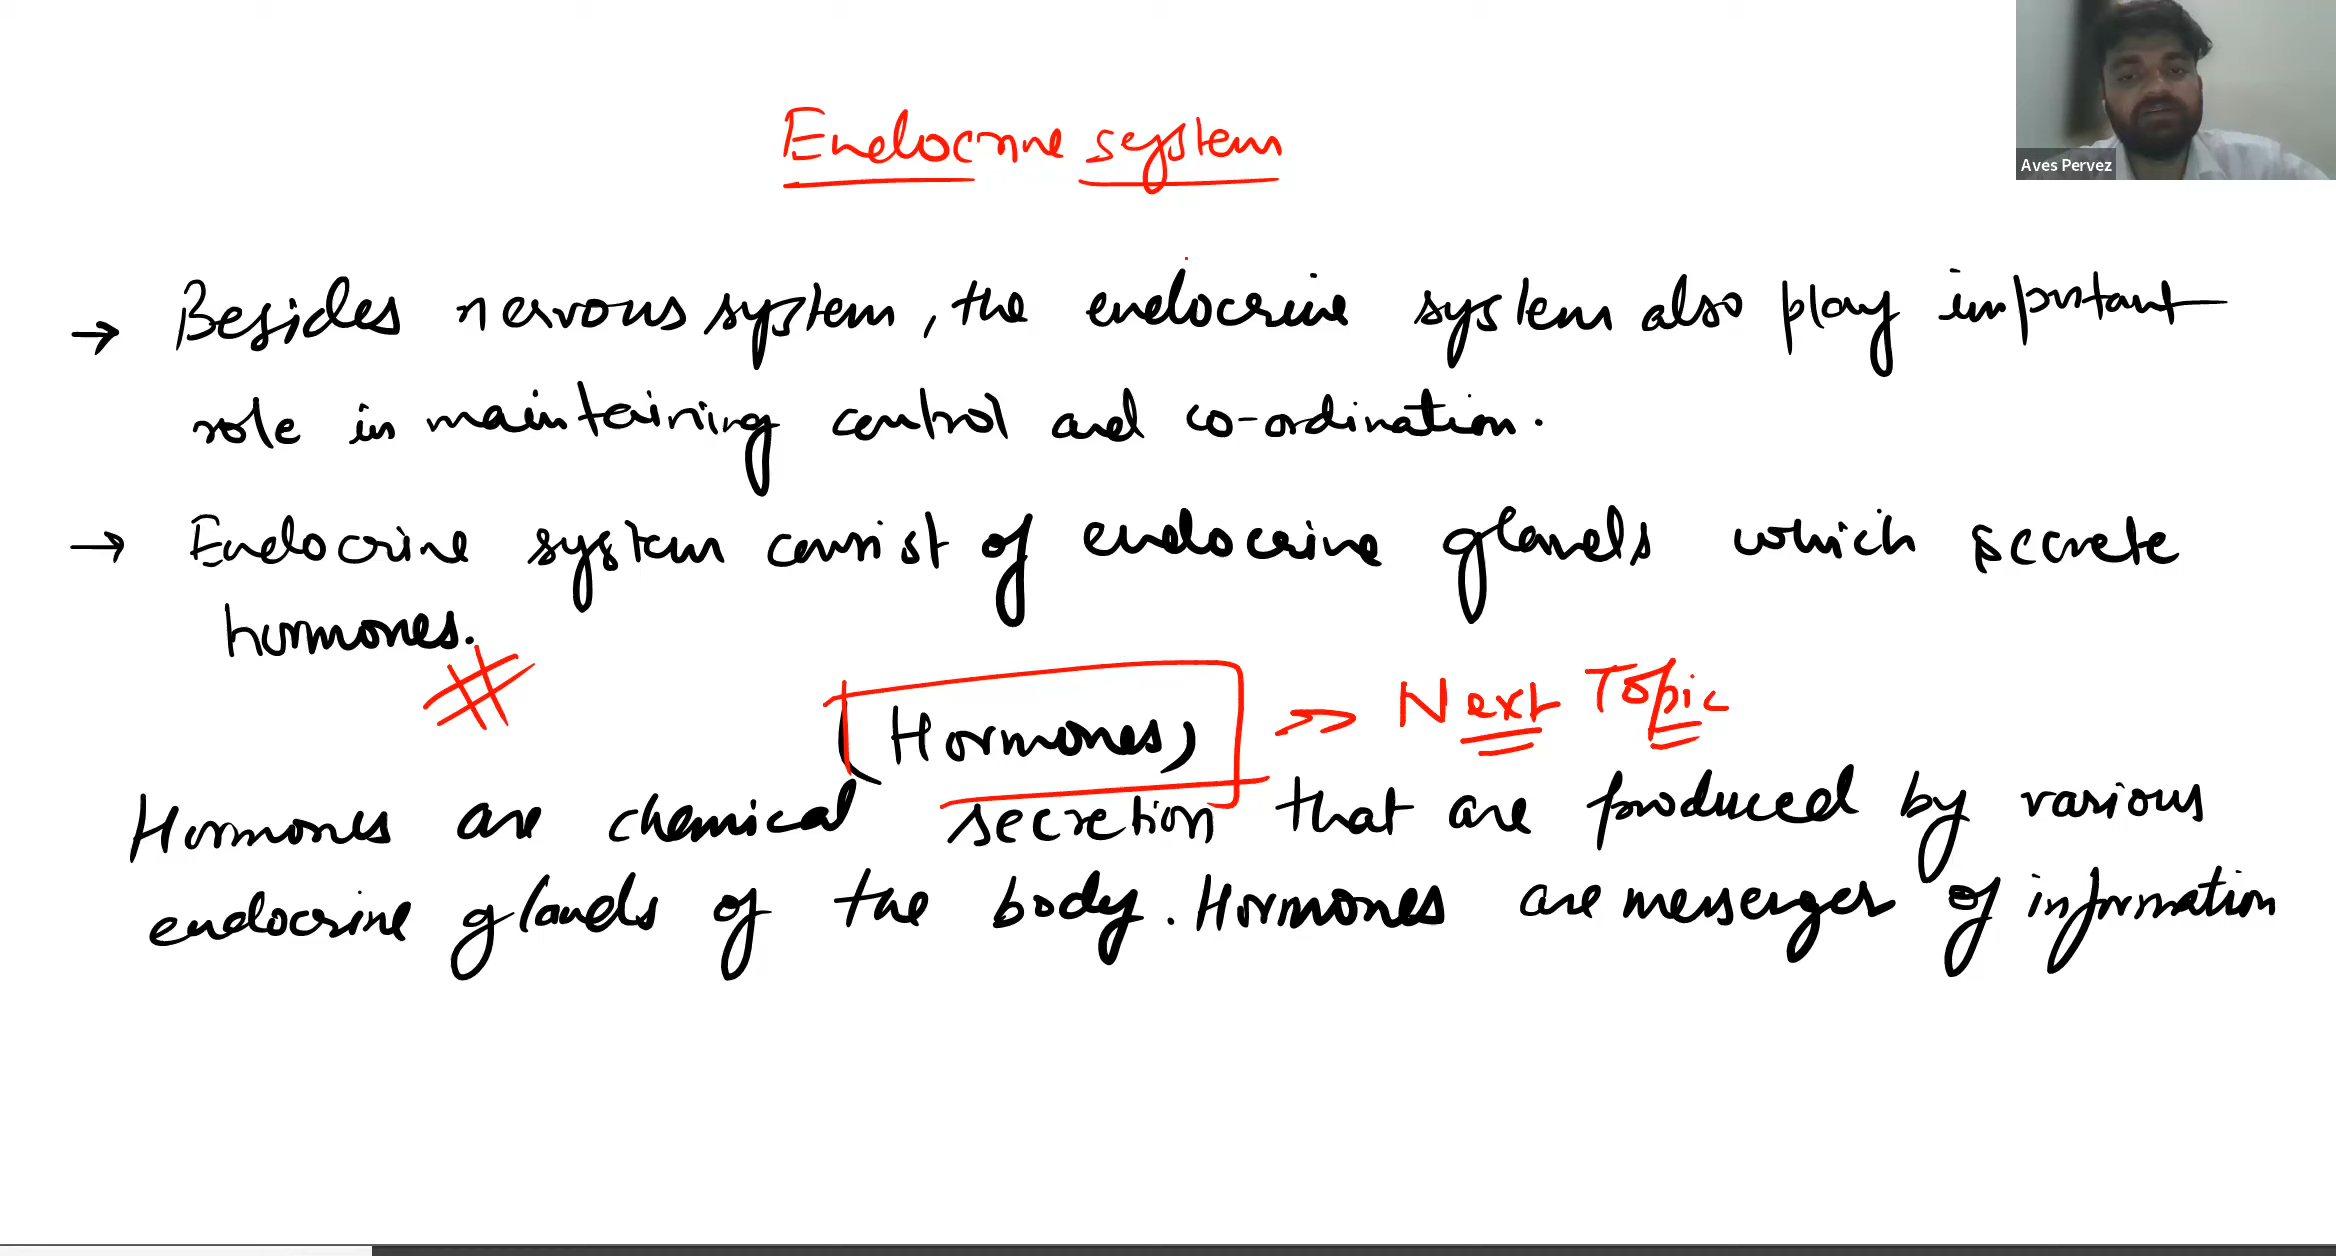 Endocrine system
Aves Pervez
→ Besides nervous system, the endocrine system also play important
role in maintaining control and co-ordination.
→ Endocrine system consist of endocrine glands which secrete
hormones.
#
(Hormones) → Next Topic
Hormones are chemical secretion that are produced by various
endocrine glands of the body. Hormones are messenger of information